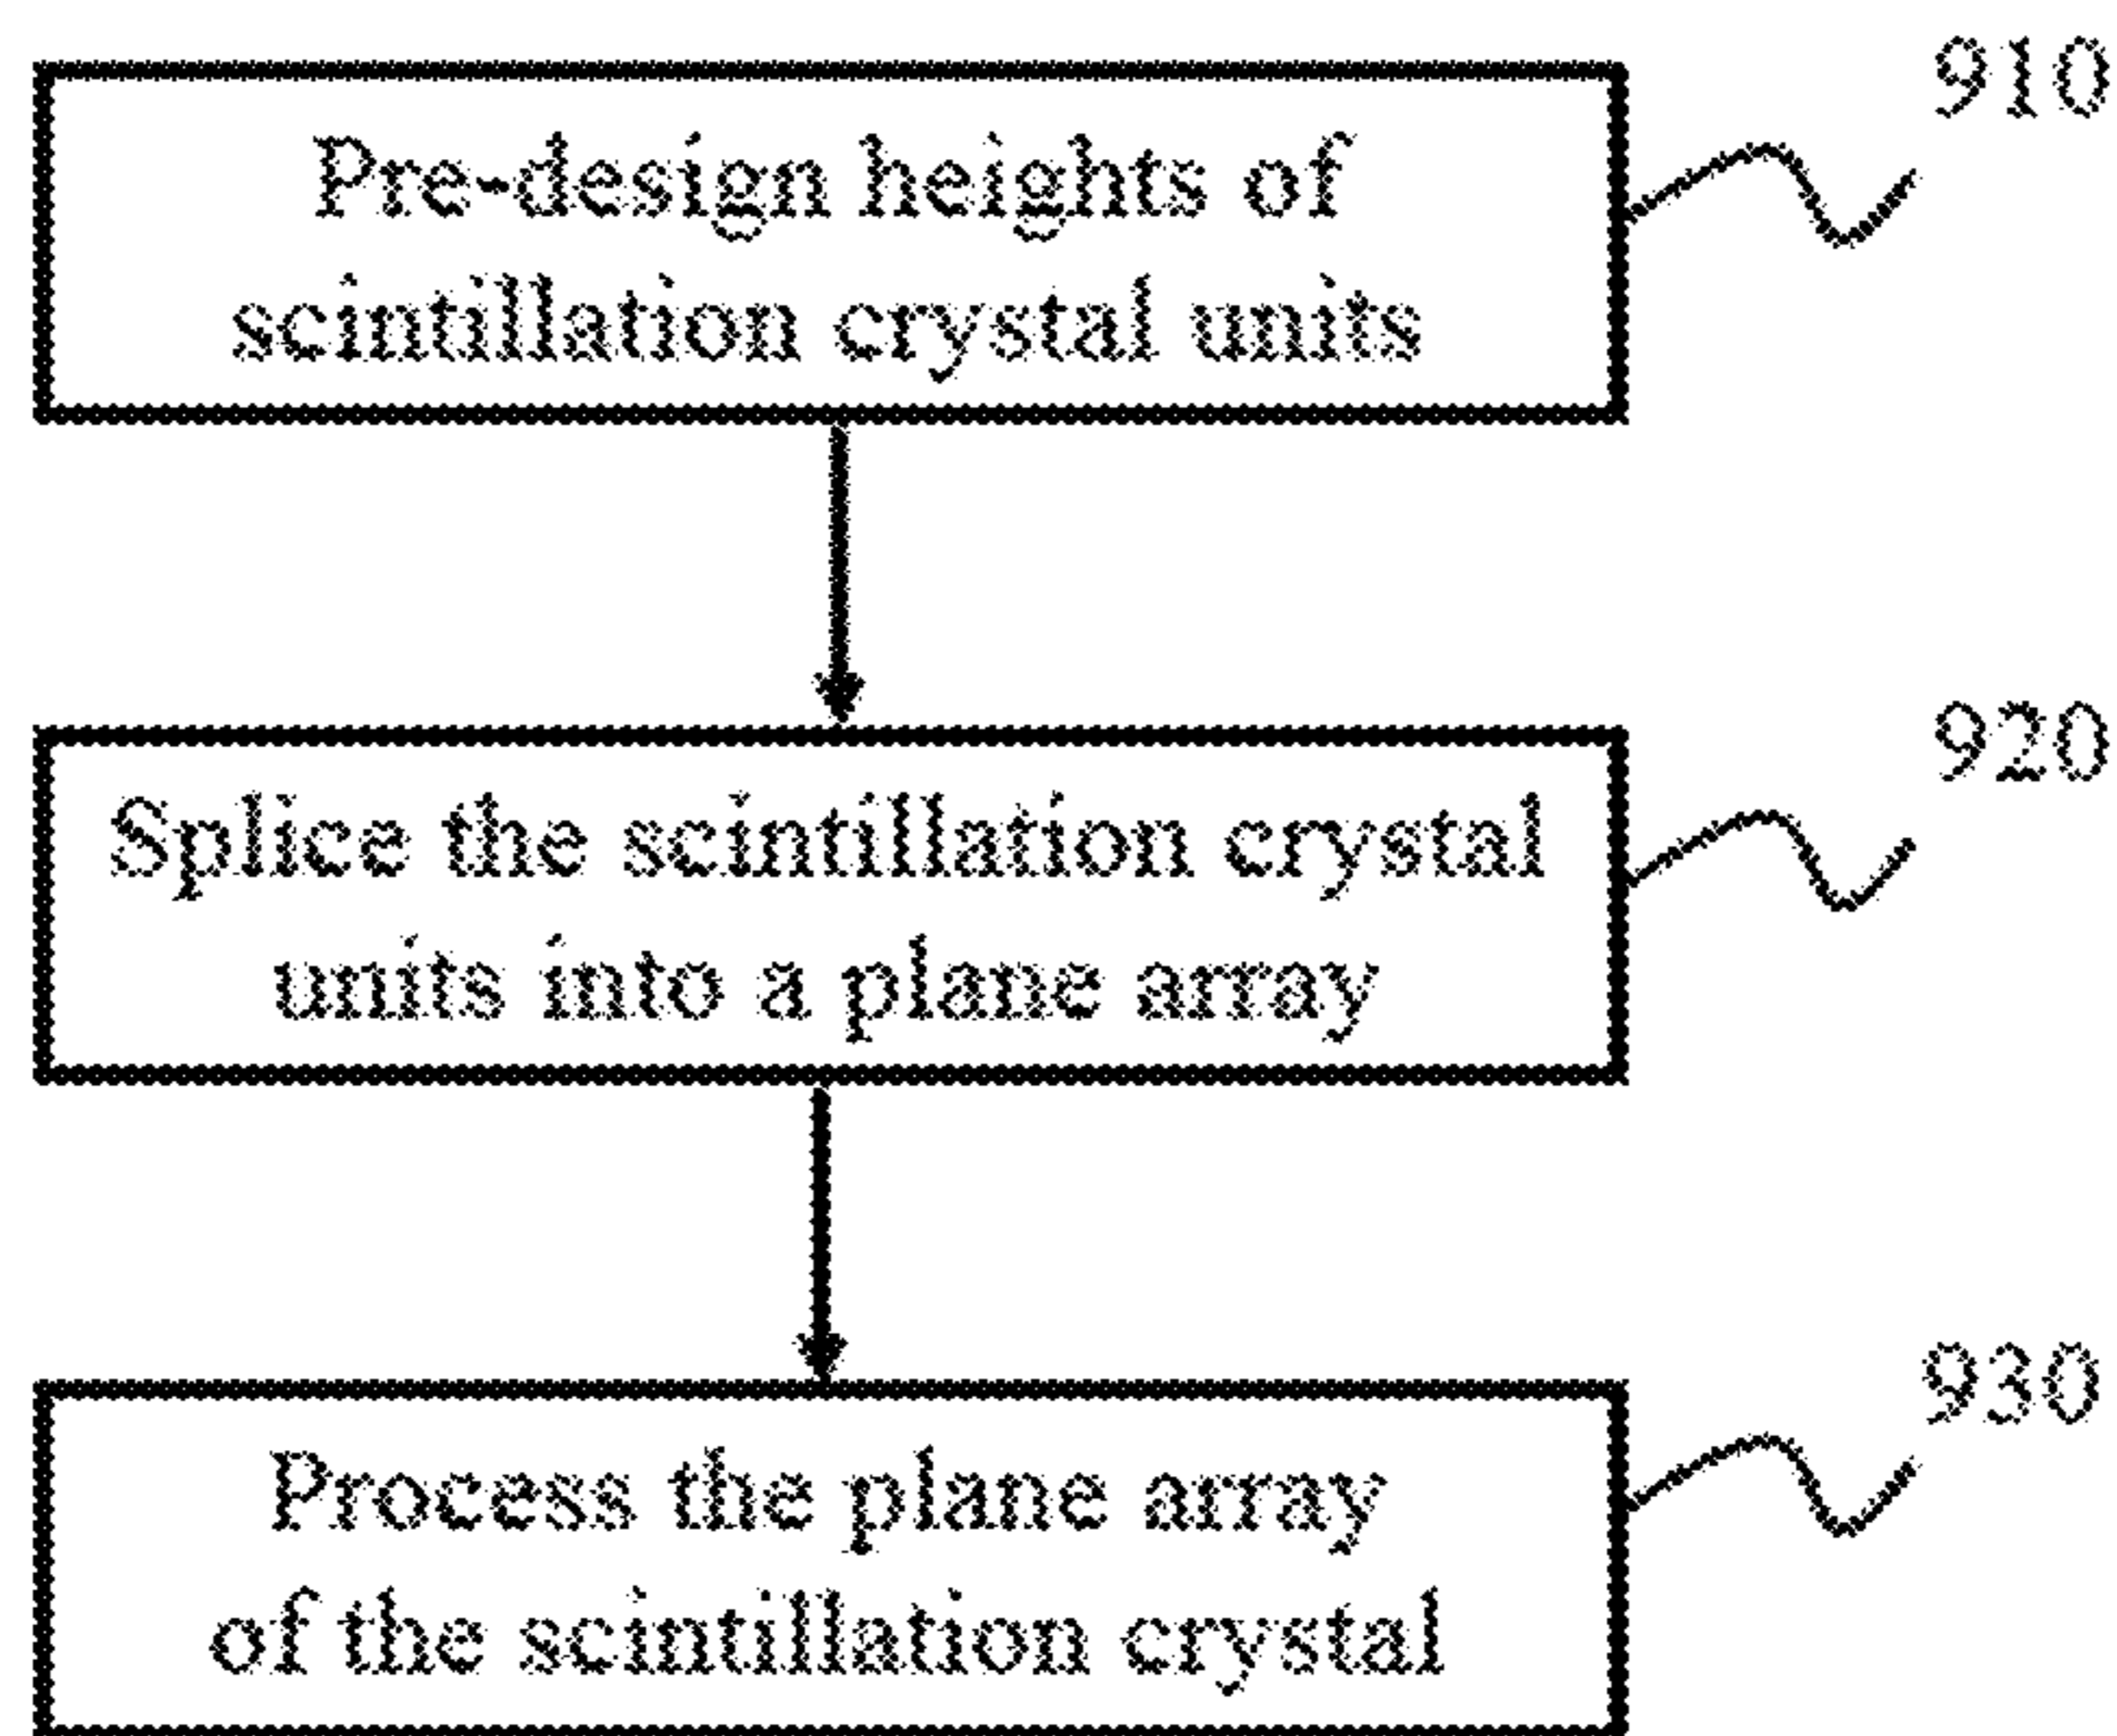 910
Pre-design heights of
scintillation crystal units
920
Splice the scintillation crystal
units into a plane array
930
Process the plane array
of the scintillation crystal